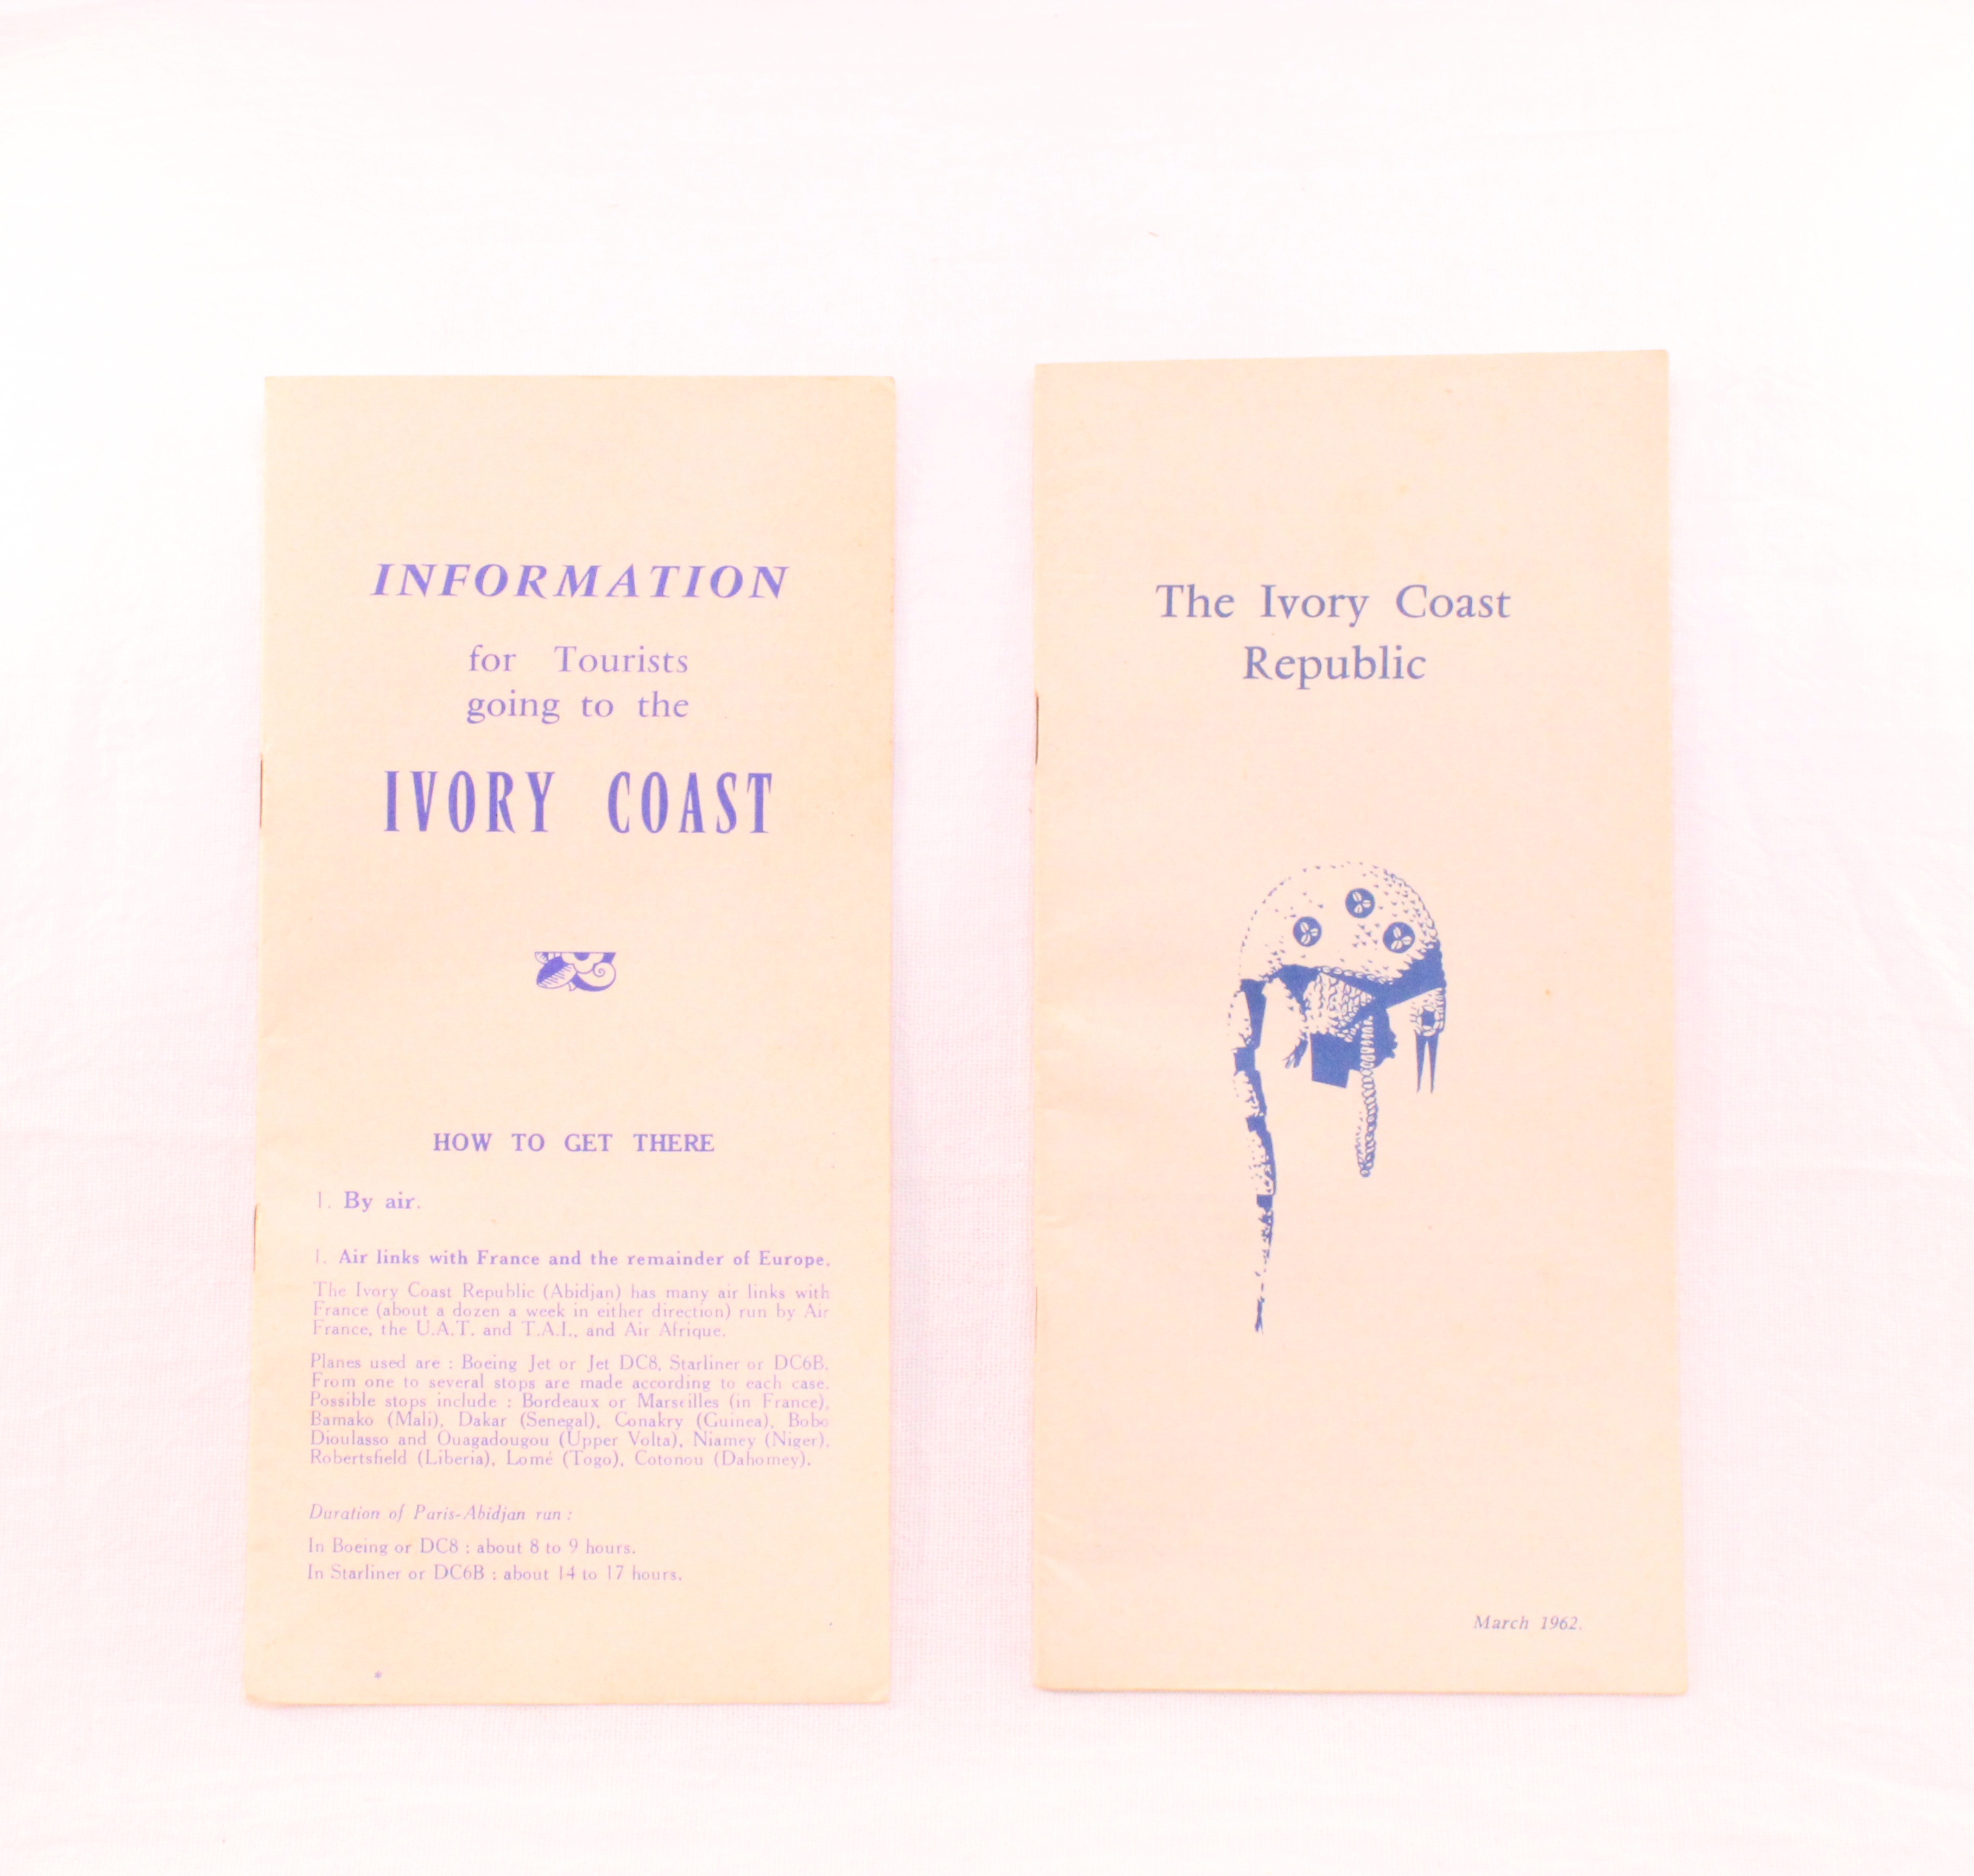 INFORMATION
for Tourists
going to the
IVORY COAST
HOW TO GET THERE
I. By air.
1. Air links with France and the remainder of Europe.
The Ivory Coast Republic (Abidjan) has many air links with
France (about a dozen a week in either direction) run by Air
France, the U.A.T. and T.A.I., and Air Afrique.
Planes used are : Boeing Jet or Jet DC8, Starliner or DC6B.
From one to several stops are made according to each case.
Possible stops include : Bordeaux or Marseilles (in France),
Bamako (Mali), Dakar (Senegal), Conakry (Guinea), Bobo
Dioulasso and Ouagadougou (Upper Volta), Niamey (Niger),
Robertsfield (Liberia), Lomé (Togo), Cotonou (Dahomey).
Duration of Paris-Abidjan run :
In Boeing or DC8 : about 8 to 9 hours.
In Starliner or DC6B : about 14 to 17 hours.
*
The Ivory Coast
Republic
March 1962.